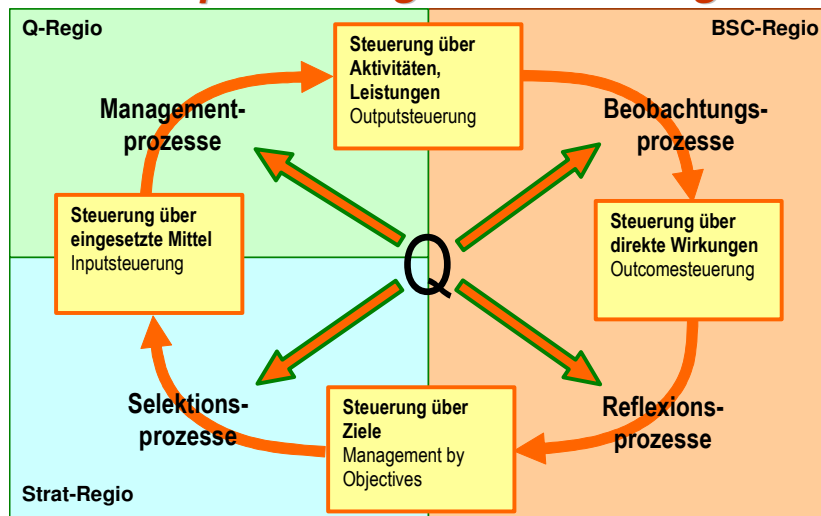 Q-Regio
BSC-Regio
Steuerung über
Aktivitäten,
Leistungen
Outputsteuerung
Management-
prozesse
Beobachtungs-
prozesse
Steuerung über
eingesetzte Mittel
Inputsteuerung
Steuerung über
direkte Wirkungen
Outcomesteuerung
Q
Selektions-
prozesse
Steuerung über
Ziele
Management by
Objectives
Reflexions-
prozesse
Strat-Regio